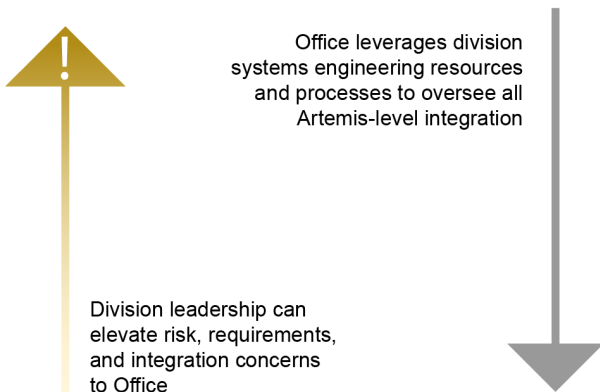 !
Office leverages division
systems engineering resources
and processes to oversee all
Artemis-level integration
Division leadership can
elevate risk, requirements,
and integration concerns
to Office